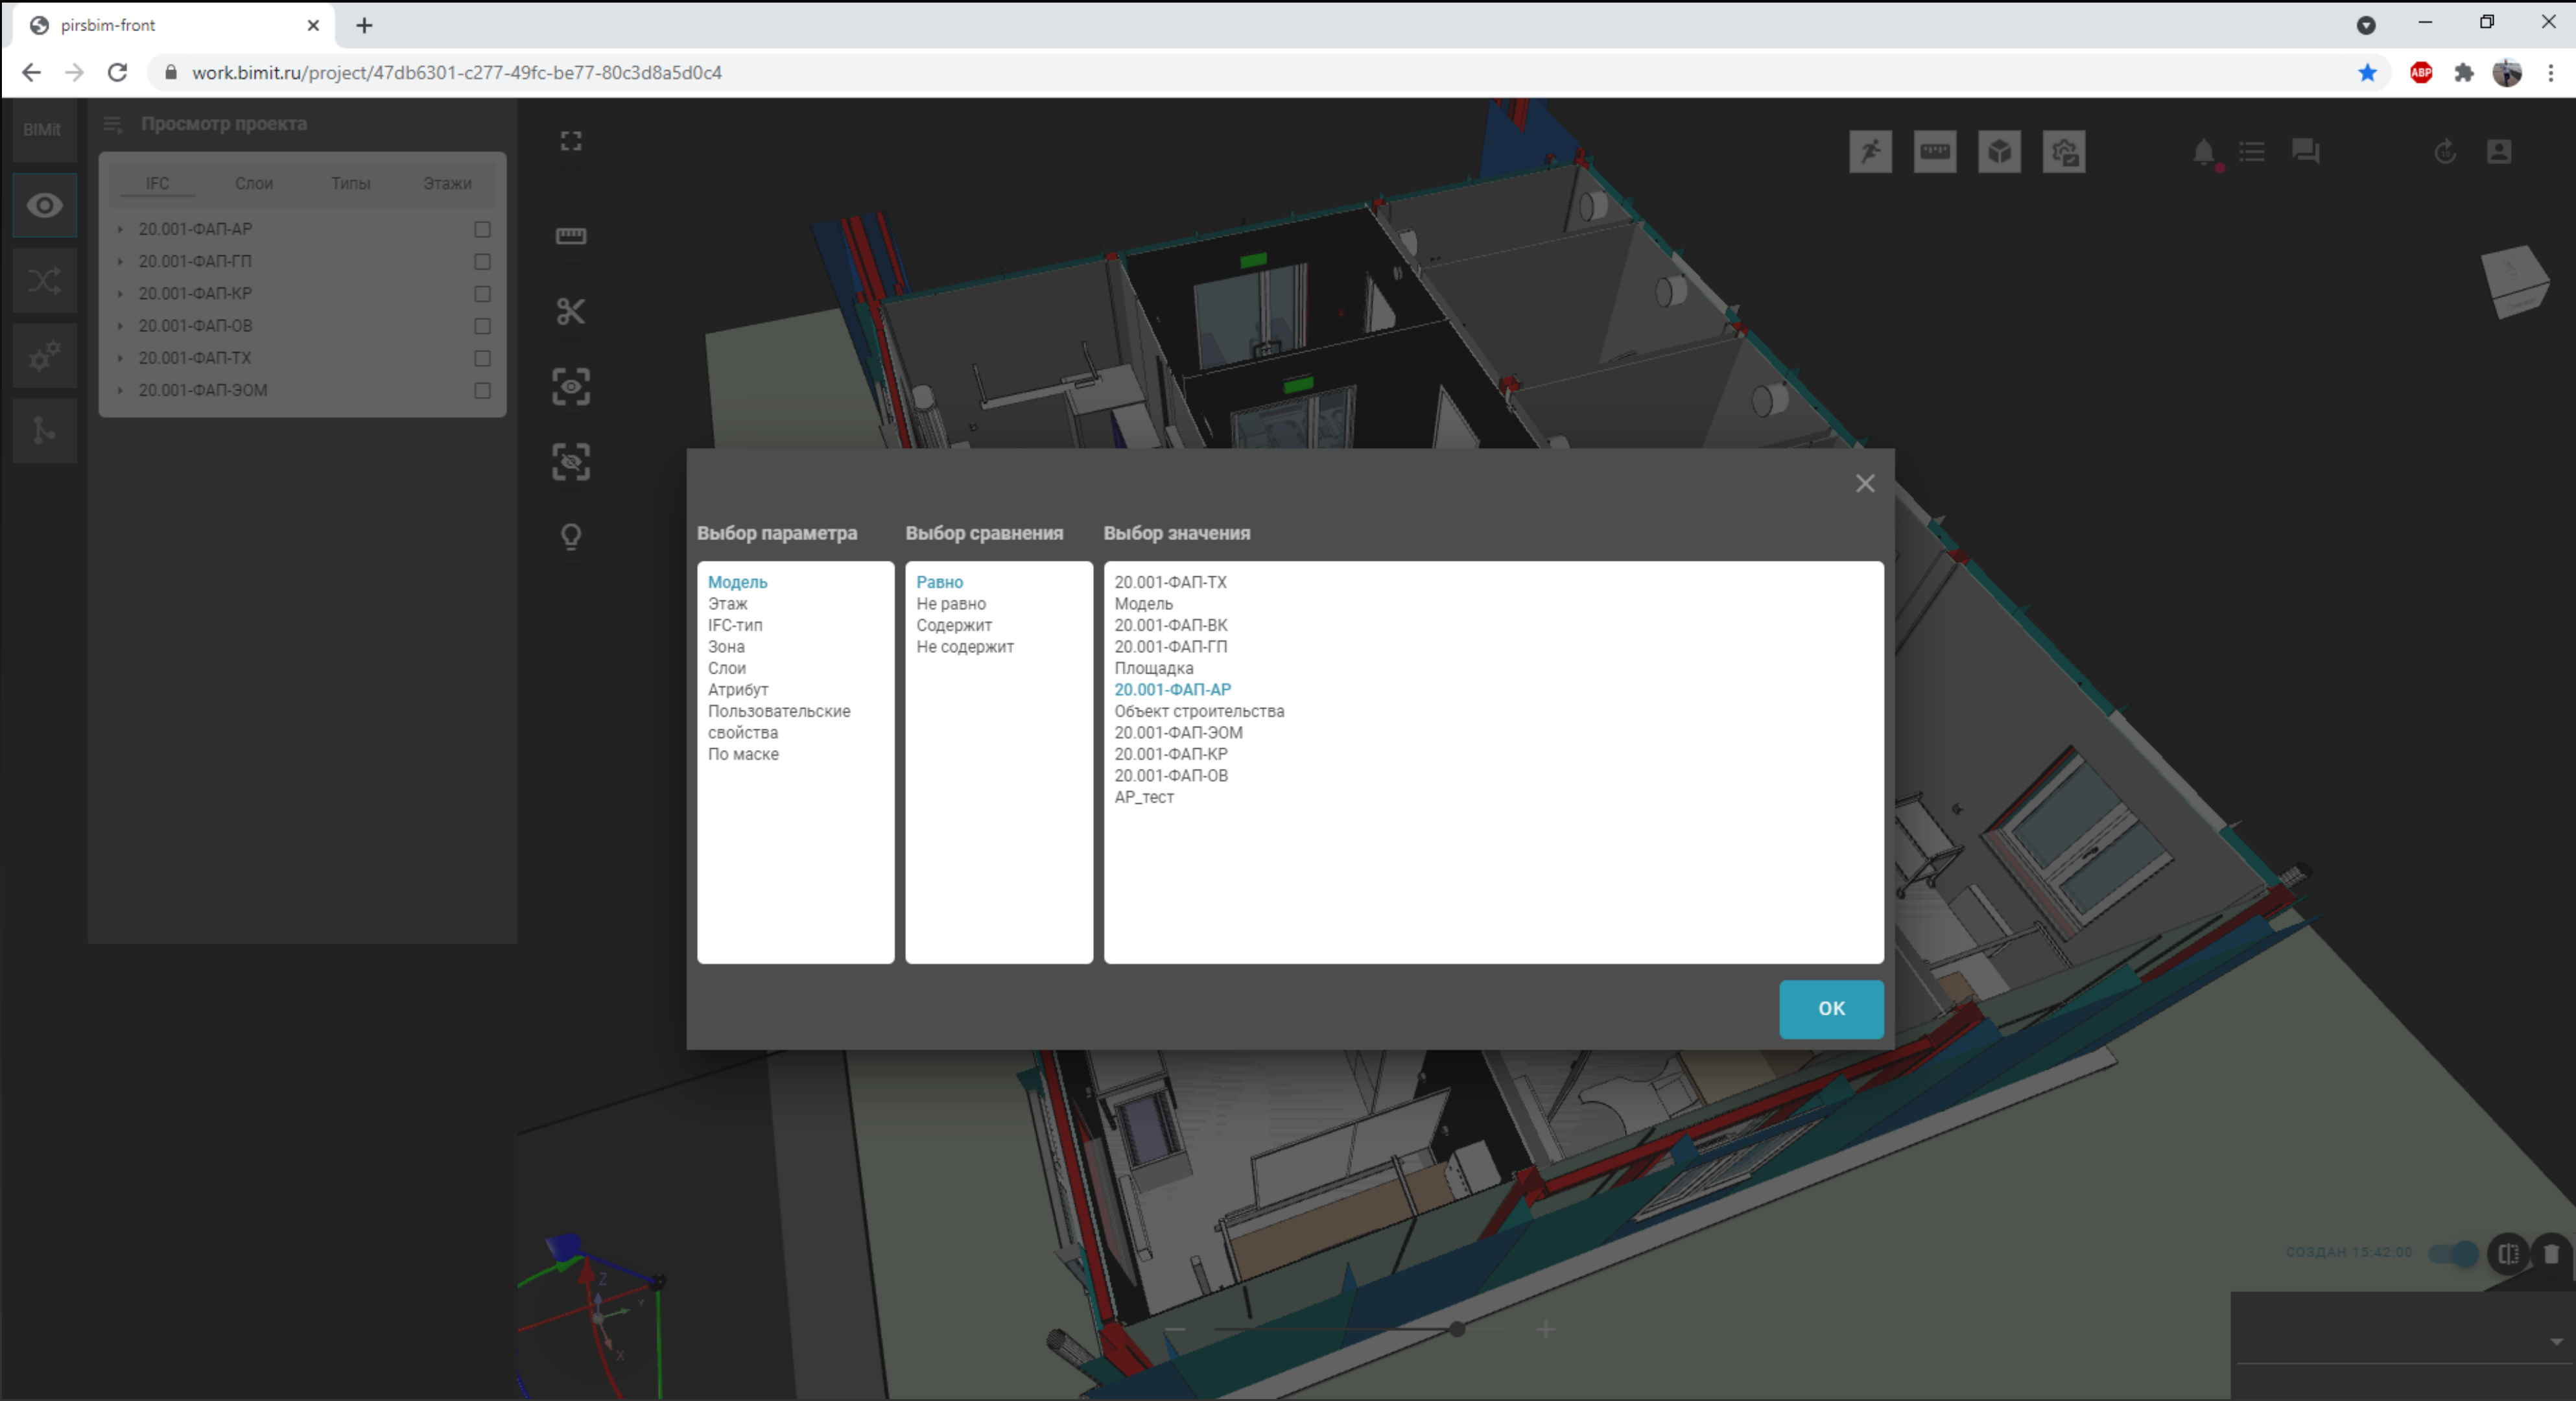 pirsbim-front
work.bimit.ru/project/47db6301-c277-49fc-be77-80c3d8a5d0c4
ABP
BIMit
Просмотр проекта
IFC Слои Типы Этажи
20.001-ФАП-АР
20.001-ФАП-ГП
20.001-ФАП-КР
20.001-ФАП-ОВ
20.001-ФАП-ТХ
20.001-ФАП-ЭОМ
Выбор параметра
Модель
Этаж
IFC-тип
Зона
Слои
Атрибут
Пользовательские
свойства
По маске
Выбор сравнения
Равно
Не равно
Содержит
Не содержит
Выбор значения
20.001-ФАП-ТХ
Модель
20.001-ФАП-ВК
20.001-ФАП-ГП
Площадка
20.001-ФАП-АР
Объект строительства
20.001-ФАП-ЭОМ
20.001-ФАП-КР
20.001-ФАП-ОВ
АР_тест
OK
СОЗДАН 15:42:00
Z
Y
X